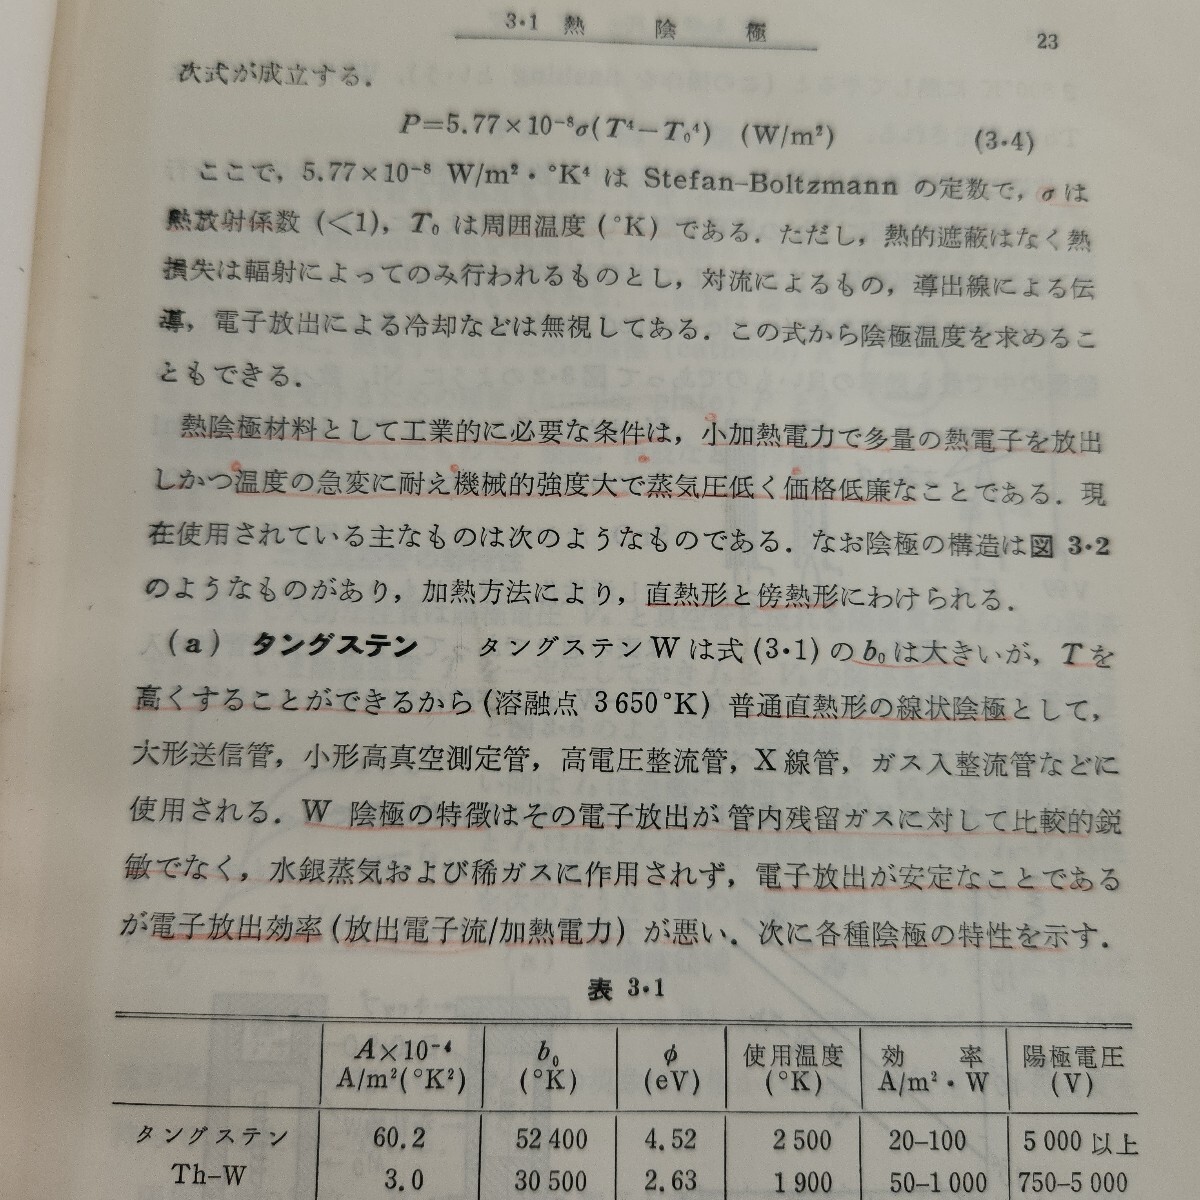 3·1 熱陰極
23
次式が成立する.
P=5.77×10⁻⁸σ(T⁴−T₀⁴) (W/m²) (3·4)
ここで, 5.77×10⁻⁸ W/m²·°K⁴ は Stefan–Boltzmann の定数で, σは
熱放射係数 (<1), T₀ は周囲温度 (°K) である. ただし, 熱的遮蔽はなく熱
損失は輻射によってのみ行われるものとし, 対流によるもの, 導出線による伝
導, 電子放出による冷却などは無視してある. この式から陰極温度を求めるこ
ともできる.
熱陰極材料として工業的に必要な条件は, 小加熱電力で多量の熱電子を放出
しかつ温度の急変に耐え機械的強度大で蒸気圧低く価格低廉なことである. 現
在使用されている主なものは次のようなものである. なお陰極の構造は図 3·2
のようなものがあり, 加熱方法により, 直熱形と傍熱形にわけられる.
(a) タングステン タングステン W は式 (3·1) の b₀ は大きいが, T を
高くすることができるから (溶融点 3 650°K) 普通直熱形の線状陰極として,
大形送信管, 小形高真空測定管, 高電圧整流管, X 線管, ガス入整流管などに
使用される. W 陰極の特徴はその電子放出が管内残留ガスに対して比較的鋭
敏でなく, 水銀蒸気および稀ガスに作用されず, 電子放出が安定なことである
が電子放出効率 (放出電子流/加熱電力) が悪い. 次に各種陰極の特性を示す.
表 3·1
A×10⁻⁴ A/m²(°K²) b₀ (°K) φ (eV) 使用温度 (°K) 効率 A/m²·W 陽極電圧 (V)
タングステン 60.2 52 400 4.52 2 500 20–100 5 000 以上
Th–W 3.0 30 500 2.63 1 900 50–1 000 750–5 000